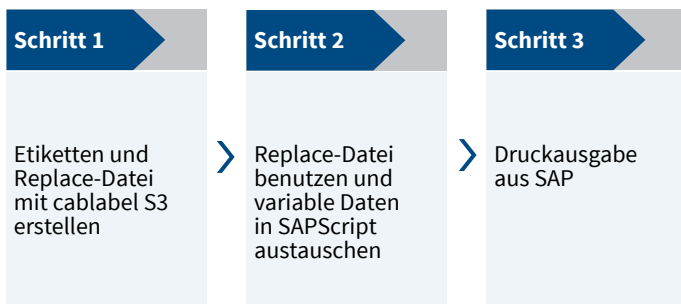 Schritt 1
Etiketten und
Replace-Datei
mit cablabel S3
erstellen
Schritt 2
Replace-Datei
benutzen und
variable Daten
in SAPScript
austauschen
Schritt 3
Druckausgabe
aus SAP